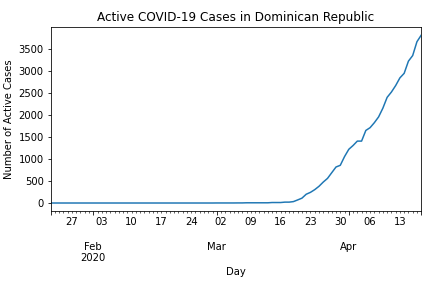 Active COVID-19 Cases in Dominican Republic
Number of Active Cases
3500
3000
2500
2000
1500
1000
500
0
27 03 10 17 24 02 09 16 23 30 06 13
Feb Mar Apr
2020
Day